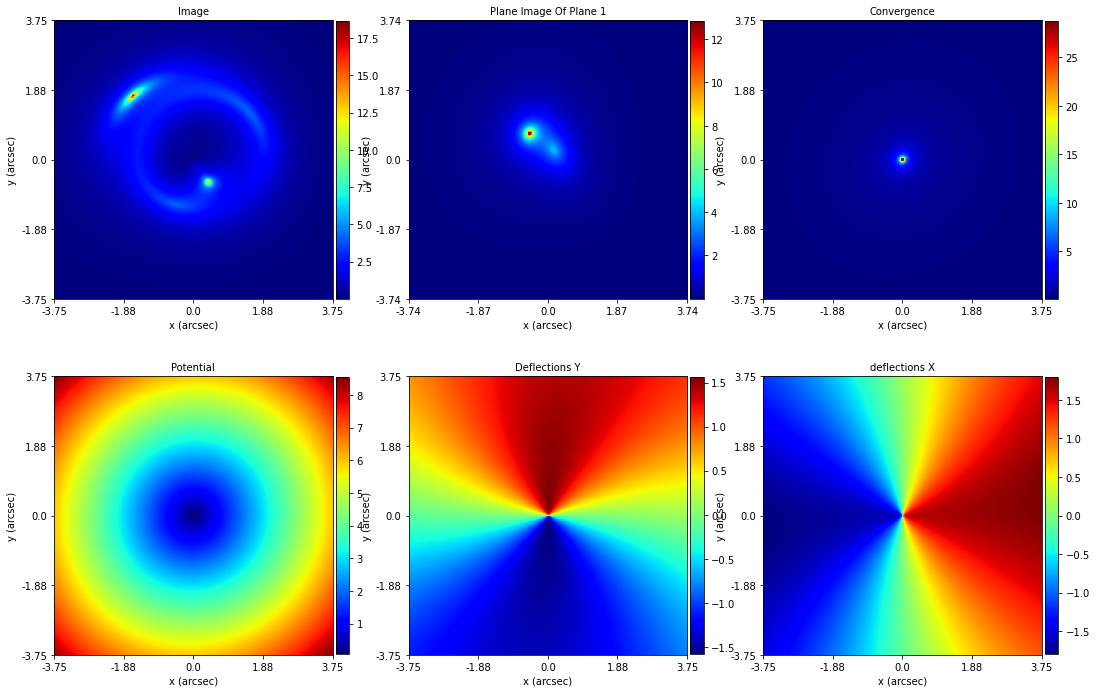 Image
3.75
1.88
0.0
-1.88
-3.75
y (arcsec)
-3.75 -1.88 0.0 1.88 3.75
x (arcsec)
17.5
15.0
12.5
10.0
7.5
5.0
2.5
Plane Image Of Plane 1
3.74
1.87
0.0
-1.87
-3.74
y (arcsec)
-3.74 -1.87 0.0 1.87 3.74
x (arcsec)
12
10
8
6
4
2
Convergence
3.75
1.88
0.0
-1.88
-3.75
y (arcsec)
-3.75 -1.88 0.0 1.88 3.75
x (arcsec)
25
20
15
10
5
Potential
3.75
1.88
0.0
-1.88
-3.75
y (arcsec)
-3.75 -1.88 0.0 1.88 3.75
x (arcsec)
8
7
6
5
4
3
2
1
Deflections Y
3.75
1.88
0.0
-1.88
-3.75
y (arcsec)
-3.75 -1.88 0.0 1.88 3.75
x (arcsec)
1.5
1.0
0.5
0.0
−0.5
−1.0
−1.5
deflections X
3.75
1.88
0.0
-1.88
-3.75
y (arcsec)
-3.75 -1.88 0.0 1.88 3.75
x (arcsec)
1.5
1.0
0.5
0.0
−0.5
−1.0
−1.5